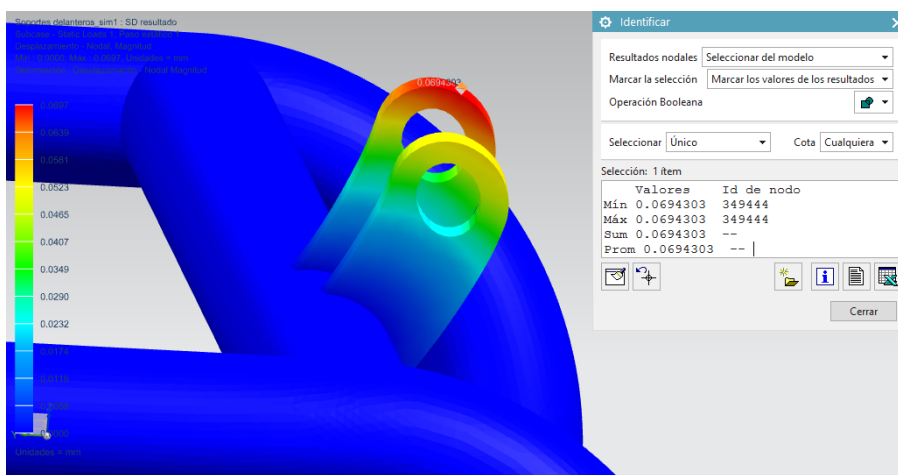 Sopodes delanteros_sim1 : SD resultado
Subcase - Static Loads 1, Paso estático 1
Desplazamiento - Nodal, Magnitud
Mín : 0.0000, Máx : 0.0697, Unidades = mm
0.0697
0.0639
0.0581
0.0523
0.0465
0.0407
0.0349
0.0290
0.0232
0.0174
0.0116
0.0000
Unidades = mm
0.0694303
Identificar
Resultados nodales Seleccionar del modelo
Marcar la selección Marcar los valores de los resultados
Operación Booleana
Seleccionar Único Cota Cualquiera
Selección: 1 ítem
Valores Id de nodo
Mín 0.0694303 349444
Máx 0.0694303 349444
Sum 0.0694303 --
Prom 0.0694303 --
Cerrar